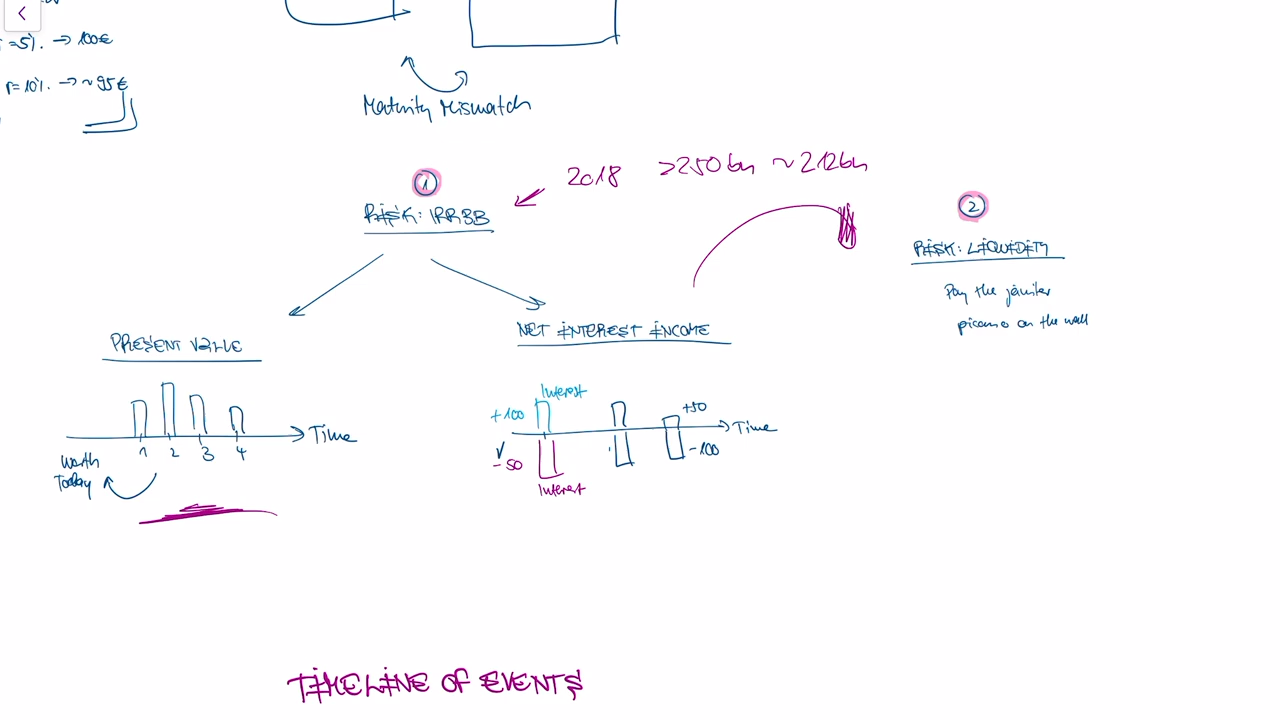 =5%. → 100€
r=10%. → ~95€
Maturity Mismatch
2018 >250bn ~212bn
1
RISK: IRRBB
2
RISK: LIQUIDITY
Pay the janitor
picasso on the wall
PRESENT VALUE
NET INTEREST INCOME
Interest
+100
+50
Time
Time
-100
-50
1 2 3 4
Worth
Today
Interest
TIMELINE OF EVENTS